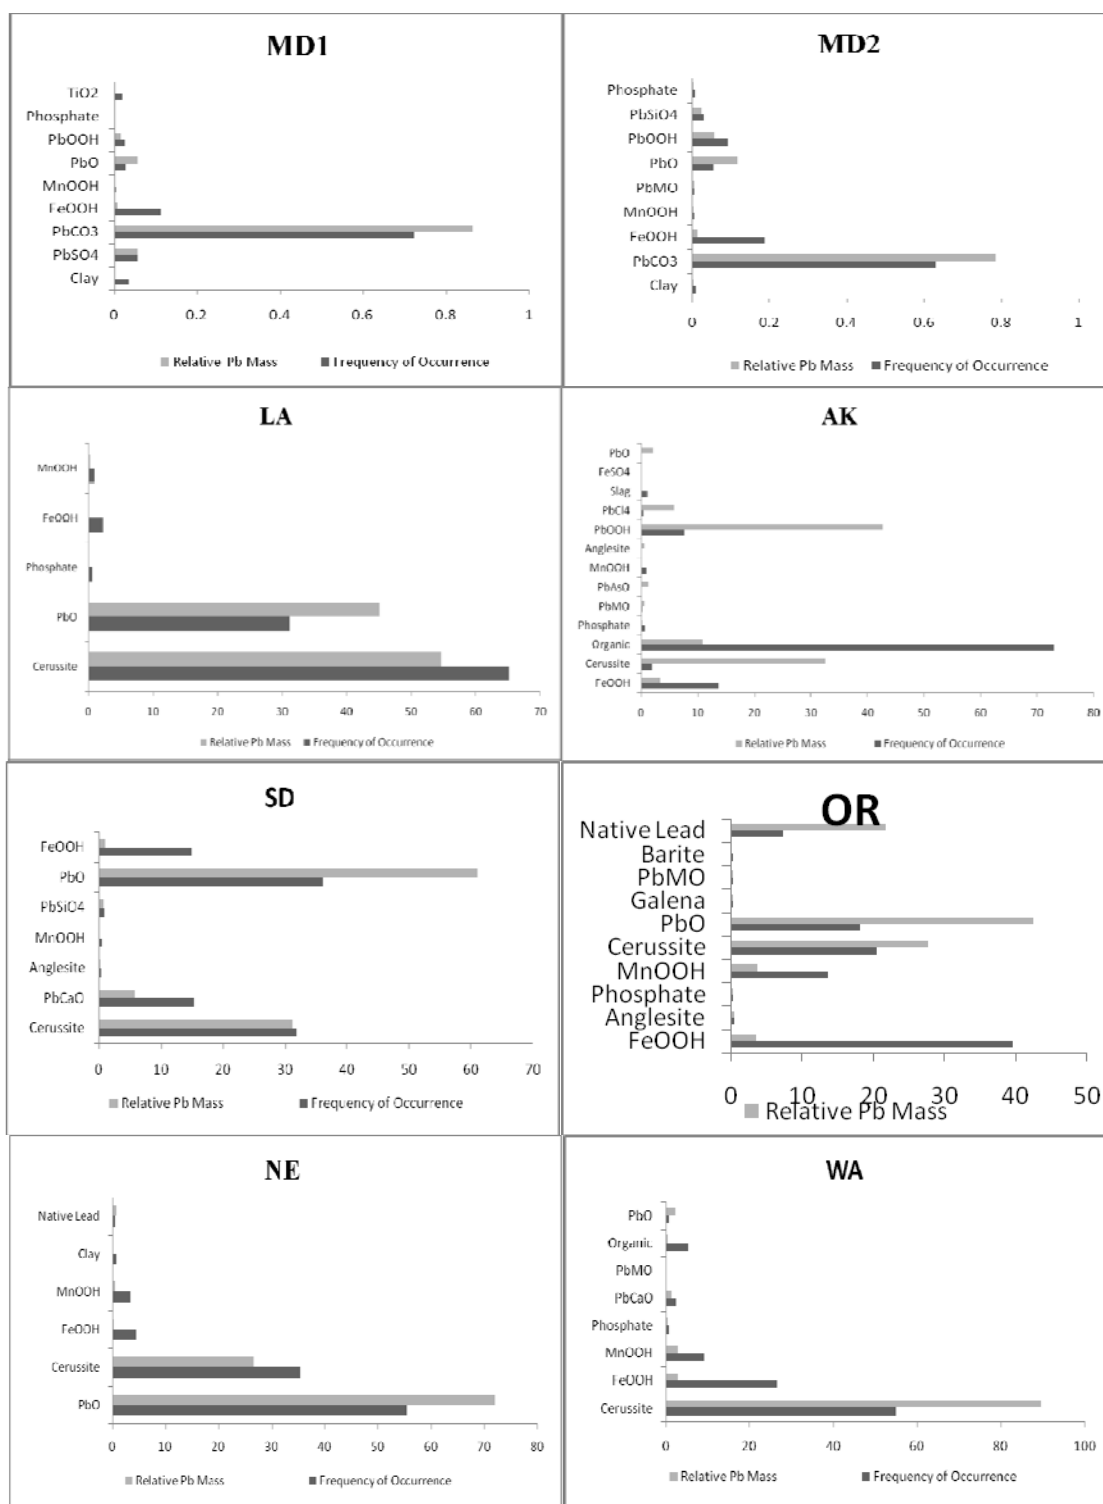 MD1
TiO2
Phosphate
PbOOH
PbO
MnOOH
FeOOH
PbCO3
PbSO4
Clay
0 0.2 0.4 0.6 0.8 1
Relative Pb Mass Frequency of Occurrence
MD2
Phosphate
PbSiO4
PbOOH
PbO
PbMO
MnOOH
FeOOH
PbCO3
Clay
0 0.2 0.4 0.6 0.8 1
Relative Pb Mass Frequency of Occurrence
LA
MnOOH
FeOOH
Phosphate
PbO
Cerussite
0 10 20 30 40 50 60 70
Relative Pb Mass Frequency of Occurrence
AK
PbO
FeSO4
Slag
PbCl4
PbOOH
Anglesite
MnOOH
PbAsO
PbMO
Phosphate
Organic
Cerussite
FeOOH
0 10 20 30 40 50 60 70 80
Relative Pb Mass Frequency of Occurrence
SD
FeOOH
PbO
PbSiO4
MnOOH
Anglesite
PbCaO
Cerussite
0 10 20 30 40 50 60 70
Relative Pb Mass Frequency of Occurrence
OR
Native Lead
Barite
PbMO
Galena
PbO
Cerussite
MnOOH
Phosphate
Anglesite
FeOOH
0 10 20 30 40 50
Relative Pb Mass
NE
Native Lead
Clay
MnOOH
FeOOH
Cerussite
PbO
0 10 20 30 40 50 60 70 80
Relative Pb Mass Frequency of Occurrence
WA
PbO
Organic
PbMO
PbCaO
Phosphate
MnOOH
FeOOH
Cerussite
0 20 40 60 80 100
Relative Pb Mass Frequency of Occurrence